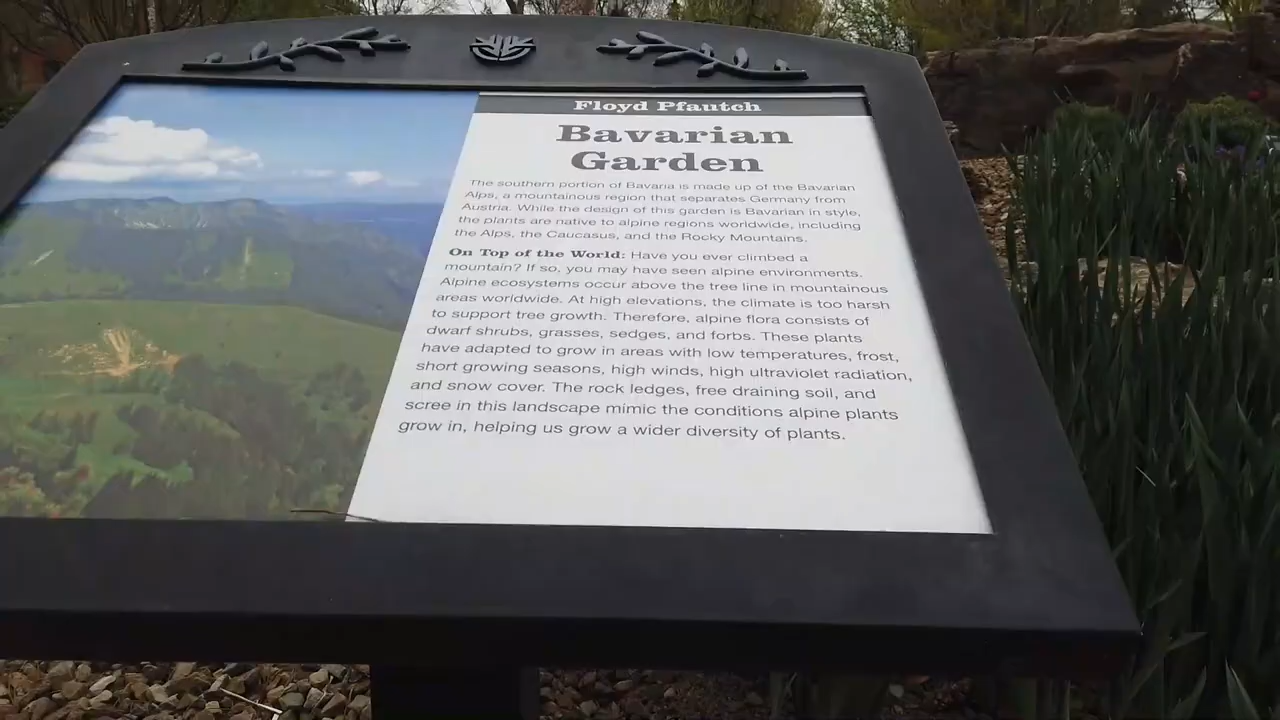 Floyd Pfautch
Bavarian
Garden
The southern portion of Bavaria is made up of the Bavarian
Alps, a mountainous region that separates Germany from
Austria. While the design of this garden is Bavarian in style,
the plants are native to alpine regions worldwide, including
the Alps, the Caucasus, and the Rocky Mountains.
On Top of the World: Have you ever climbed a
mountain? If so, you may have seen alpine environments.
Alpine ecosystems occur above the tree line in mountainous
areas worldwide. At high elevations, the climate is too harsh
to support tree growth. Therefore, alpine flora consists of
dwarf shrubs, grasses, sedges, and forbs. These plants
have adapted to grow in areas with low temperatures, frost,
short growing seasons, high winds, high ultraviolet radiation,
and snow cover. The rock ledges, free draining soil, and
scree in this landscape mimic the conditions alpine plants
grow in, helping us grow a wider diversity of plants.